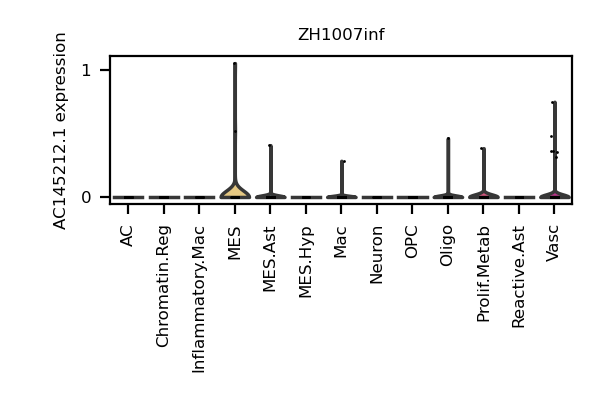 ZH1007inf
AC145212.1 expression
1
0
AC
Chromatin.Reg
Inflammatory.Mac
MES
MES.Ast
MES.Hyp
Mac
Neuron
OPC
Oligo
Prolif.Metab
Reactive.Ast
Vasc